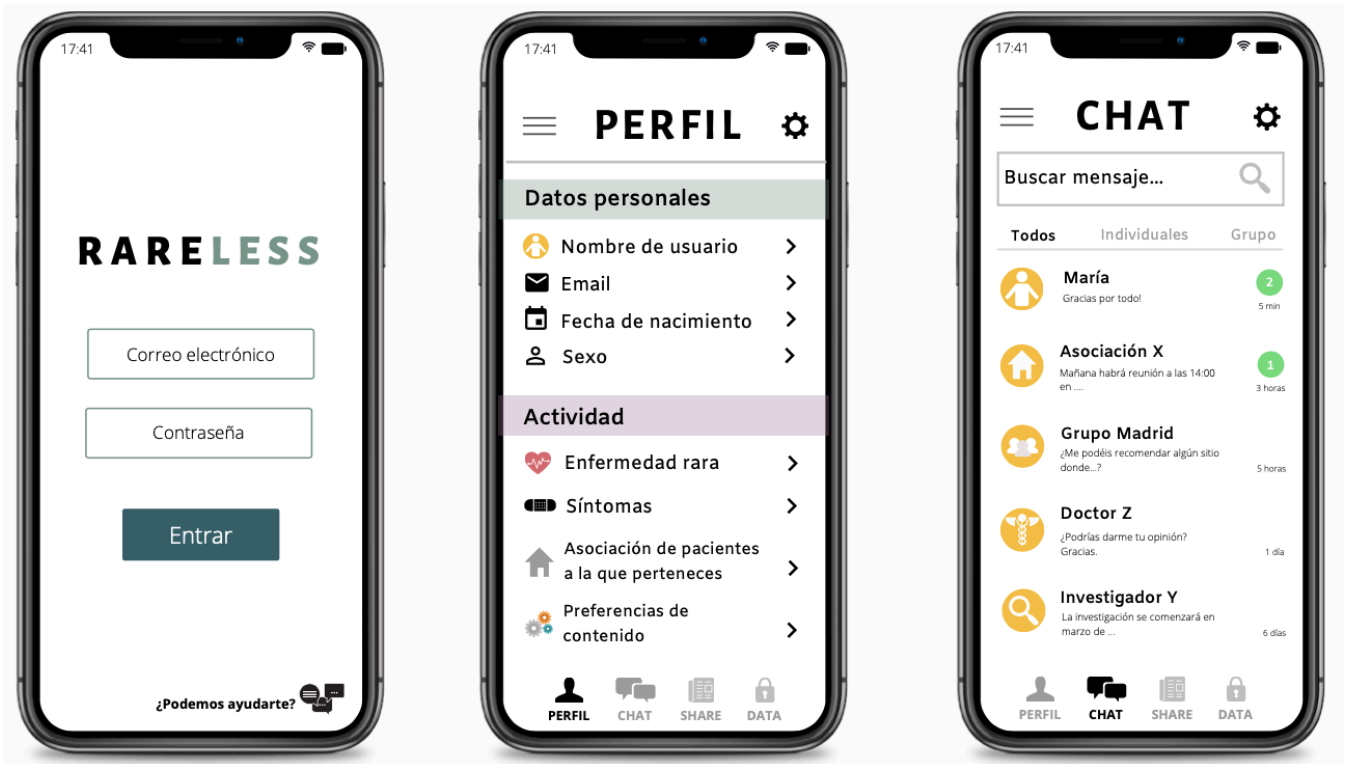 17:41
RARELESS
Correo electrónico
Contraseña
Entrar
¿Podemos ayudarte?
17:41
PERFIL
Datos personales
Nombre de usuario
Email
Fecha de nacimiento
Sexo
Actividad
Enfermedad rara
Síntomas
Asociación de pacientes
a la que perteneces
Preferencias de
contenido
PERFIL CHAT SHARE DATA
17:41
CHAT
Buscar mensaje...
Todos Individuales Grupo
María
2
Gracias por todo!
5 min
Asociación X
1
Mañana habrá reunión a las 14:00
en ....
3 horas
Grupo Madrid
¿Me podéis recomendar algún sitio
donde...?
5 horas
Doctor Z
¿Podrías darme tu opinión?
Gracias.
1 día
Investigador Y
La investigación se comenzará en
marzo de ...
6 días
PERFIL CHAT SHARE DATA